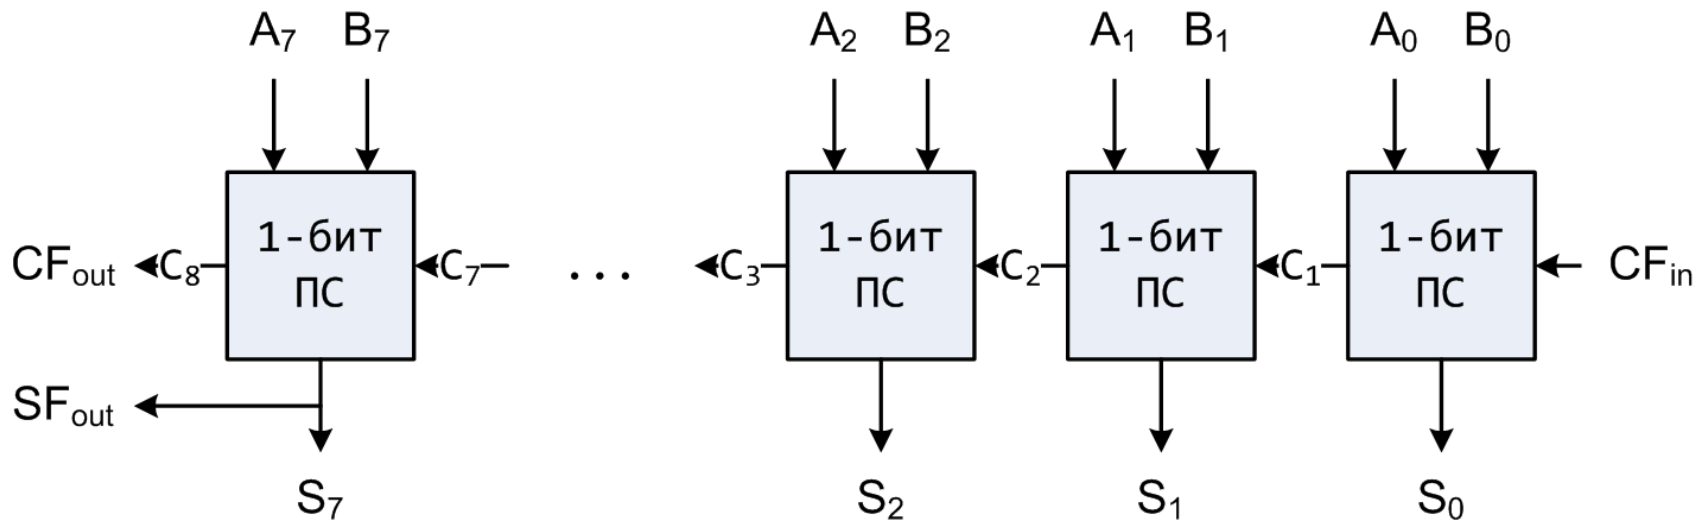 A₇ B₇ A₂ B₂ A₁ B₁ A₀ B₀
1-бит 1-бит 1-бит 1-бит
CFout C₈ C₇ ... C₃ C₂ C₁ CFin
ПС ПС ПС ПС
SFout
S₇ S₂ S₁ S₀